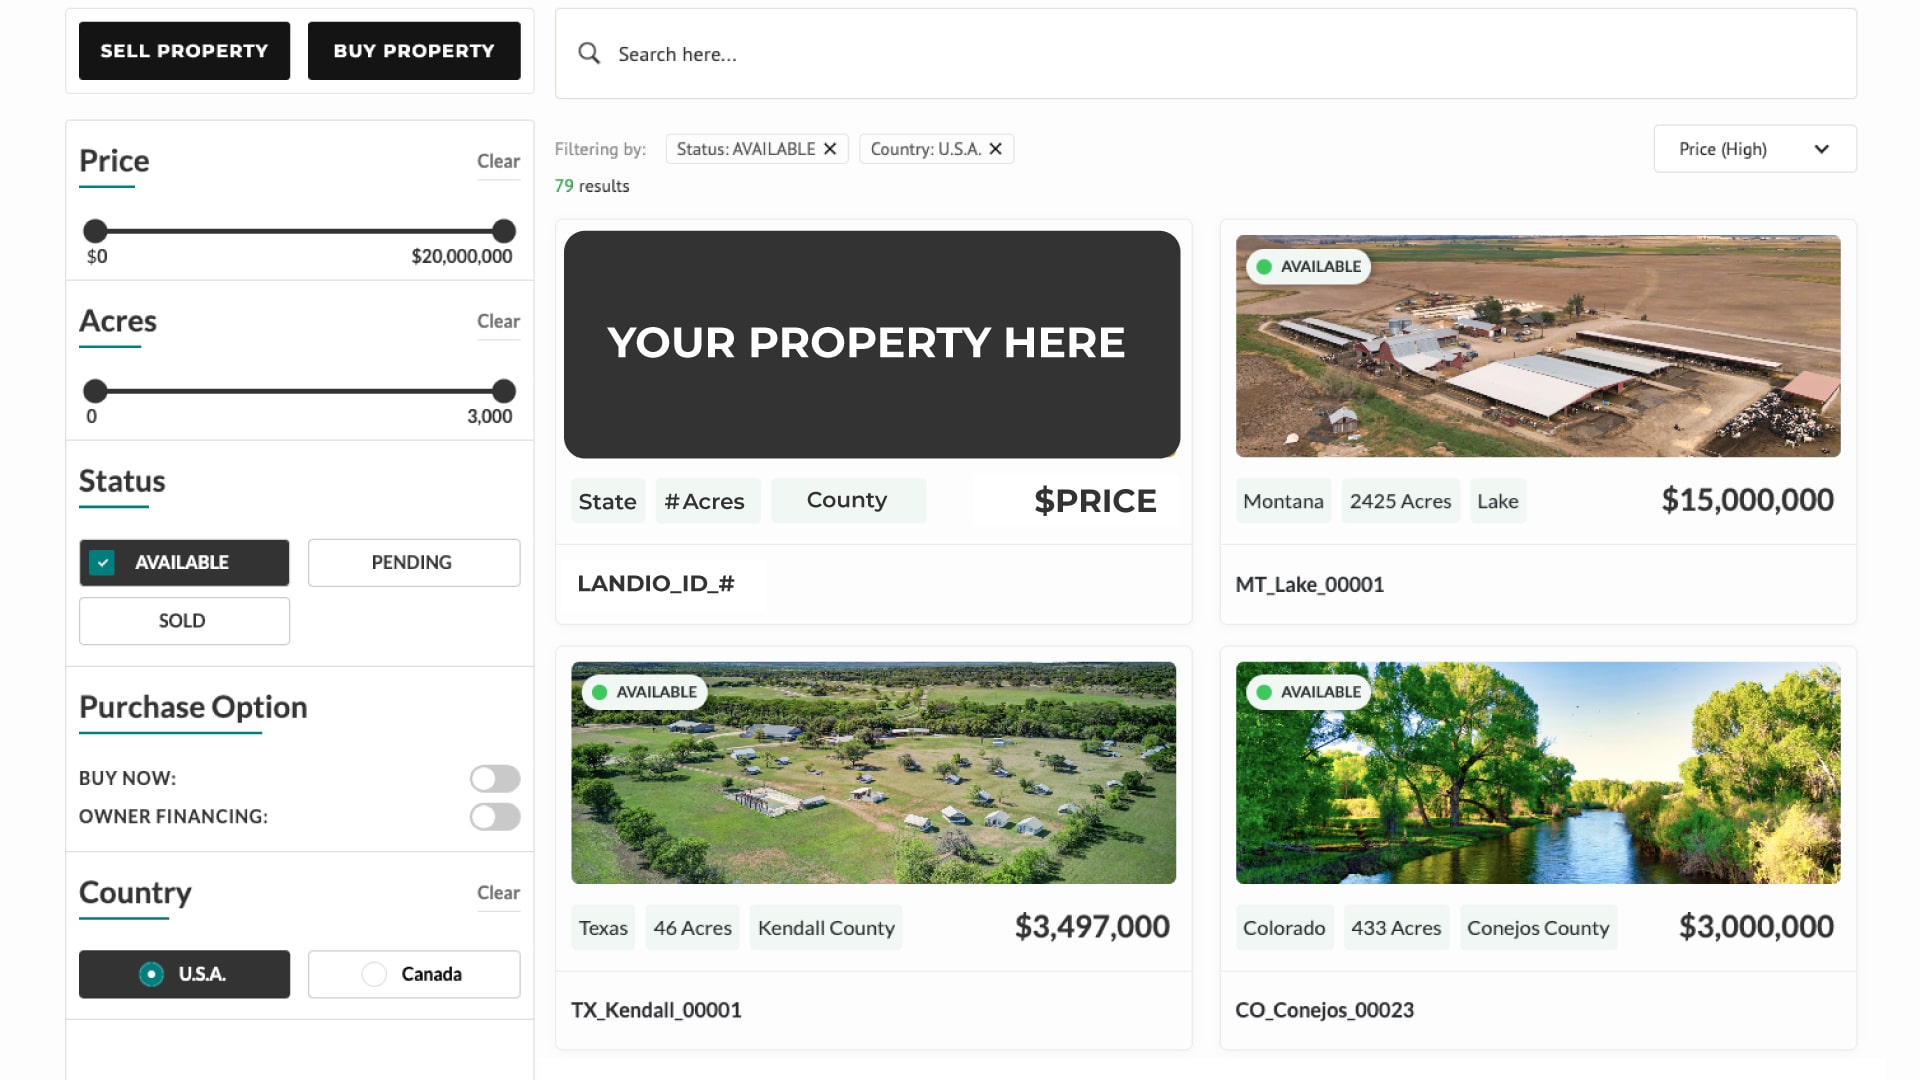 SELL PROPERTY
BUY PROPERTY
Search here...
Price
Clear
$0
$20,000,000
Acres
Clear
0
3,000
Status
AVAILABLE
PENDING
SOLD
Purchase Option
BUY NOW:
OWNER FINANCING:
Country
Clear
U.S.A.
Canada
Filtering by:
Status: AVAILABLE
Country: U.S.A.
Price (High)
79 results
YOUR PROPERTY HERE
State
#Acres
County
$PRICE
LANDIO_ID_#
AVAILABLE
Montana
2425 Acres
Lake
$15,000,000
MT_Lake_00001
AVAILABLE
Texas
46 Acres
Kendall County
$3,497,000
TX_Kendall_00001
AVAILABLE
Colorado
433 Acres
Conejos County
$3,000,000
CO_Conejos_00023